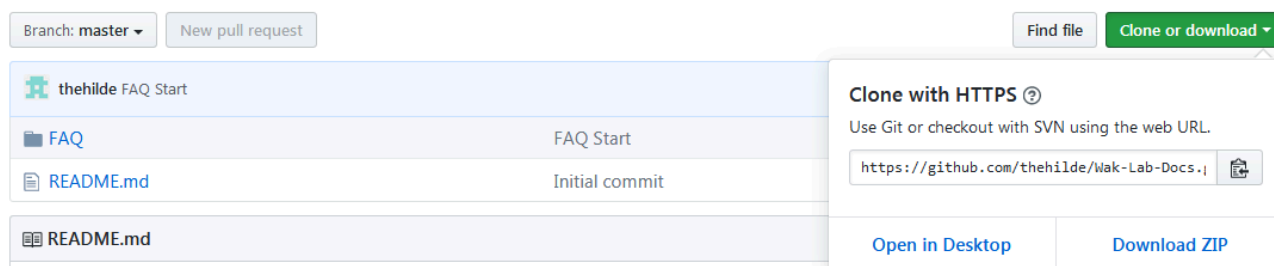 Branch: master
New pull request
Find file
Clone or download
thehilde FAQ Start
FAQ
FAQ Start
README.md
Initial commit
README.md
Clone with HTTPS
Use Git or checkout with SVN using the web URL.
https://github.com/thehilde/Wak-Lab-Docs.
Open in Desktop
Download ZIP